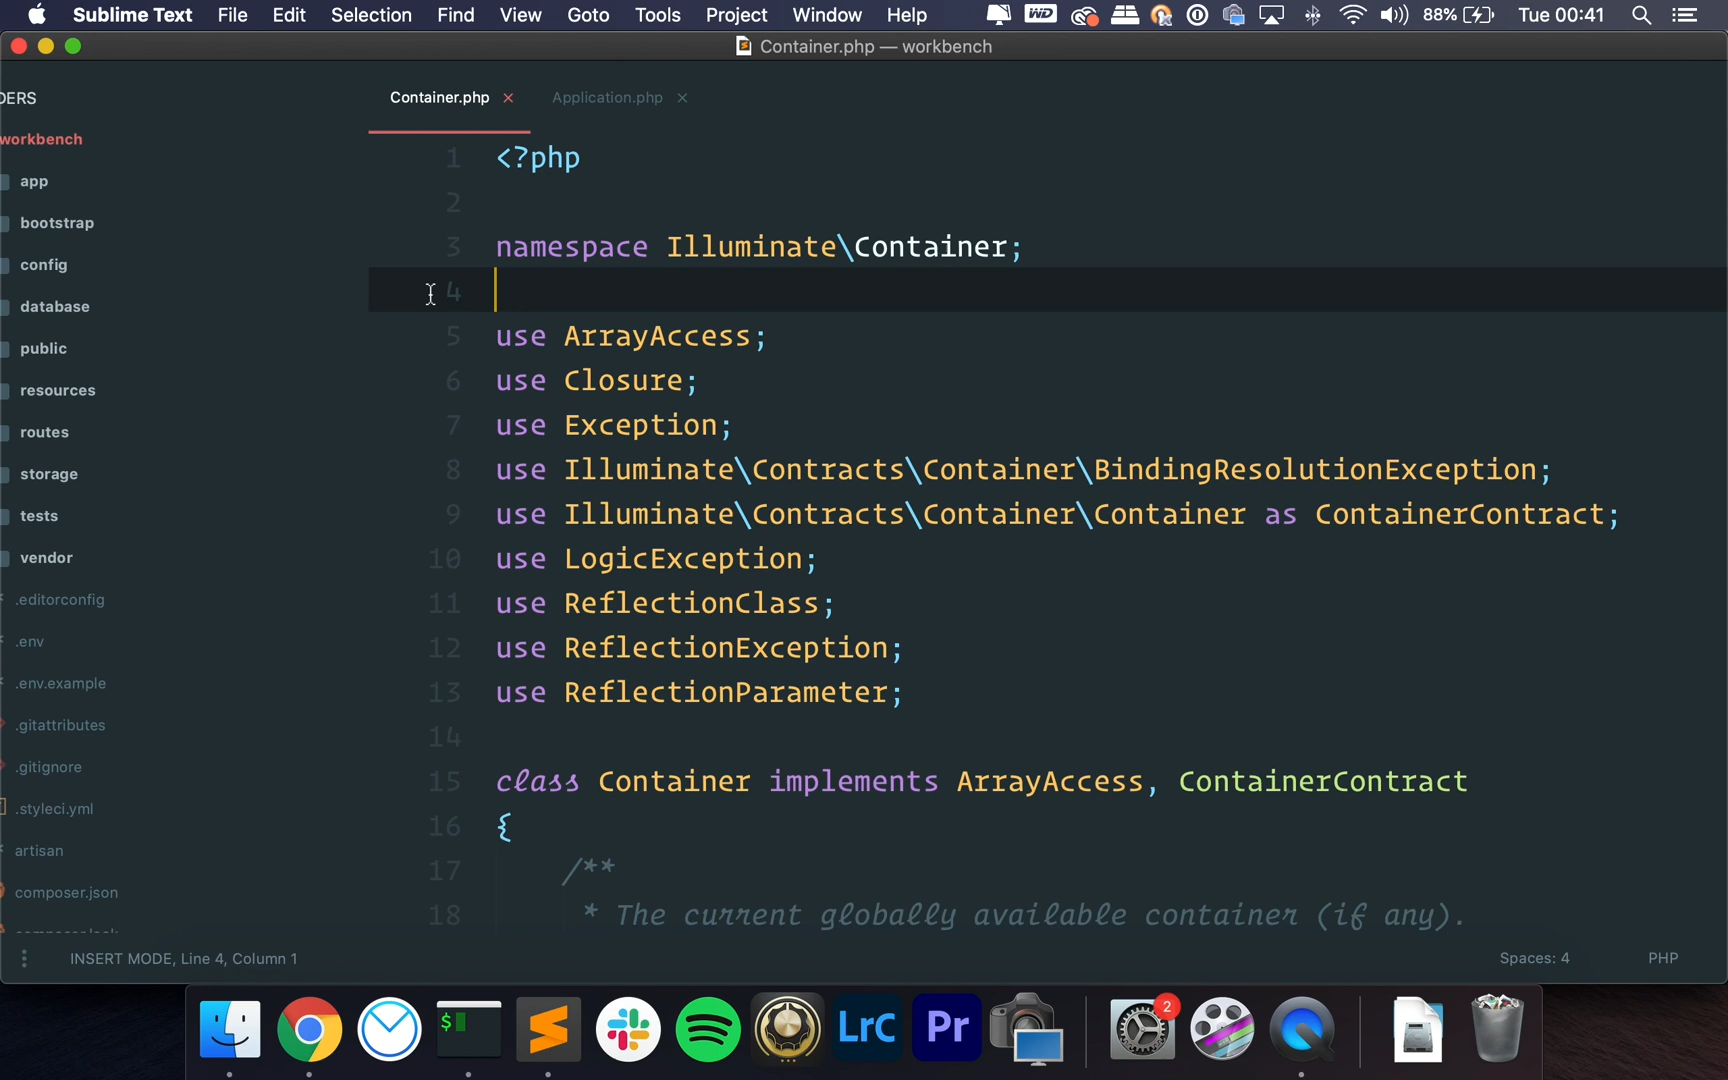 Sublime Text File Edit Selection Find View Goto Tools Project Window Help WD 88% Tue 00:41
Container.php — workbench
DERS
workbench
app
bootstrap
config
database
public
resources
routes
storage
tests
vendor
.editorconfig
.env
.env.example
.gitattributes
.gitignore
.styleci.yml
artisan
composer.json
Container.php × Application.php ×
1 <?php
2
3 namespace Illuminate\Container;
4
5 use ArrayAccess;
6 use Closure;
7 use Exception;
8 use Illuminate\Contracts\Container\BindingResolutionException;
9 use Illuminate\Contracts\Container\Container as ContainerContract;
10 use LogicException;
11 use ReflectionClass;
12 use ReflectionException;
13 use ReflectionParameter;
14
15 class Container implements ArrayAccess, ContainerContract
16 {
17 /**
18 * The current globally available container (if any).
INSERT MODE, Line 4, Column 1 Spaces: 4 PHP
$ LrC Pr 2